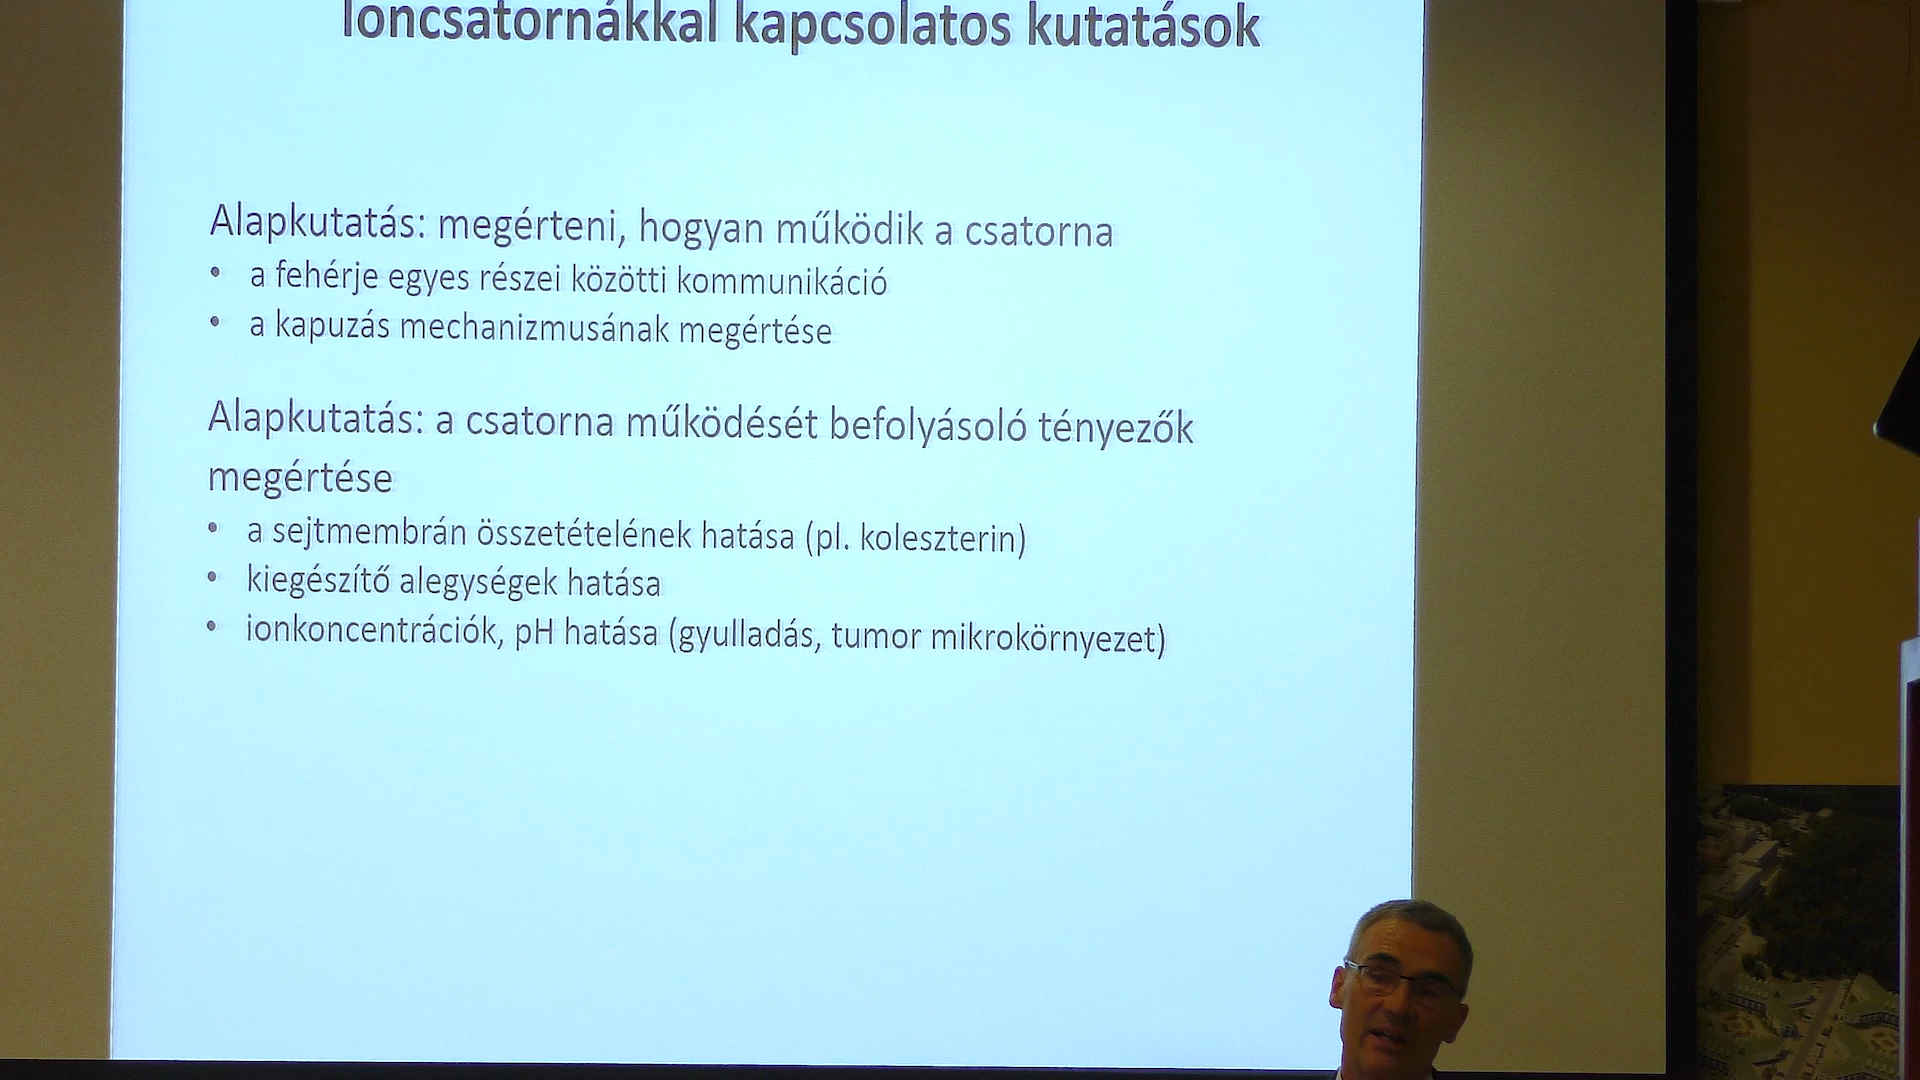 Ioncsatornákkal kapcsolatos kutatások
Alapkutatás: megérteni, hogyan működik a csatorna
• a fehérje egyes részei közötti kommunikáció
• a kapuzás mechanizmusának megértése
Alapkutatás: a csatorna működését befolyásoló tényezők
megértése
• a sejtmembrán összetételének hatása (pl. koleszterin)
• kiegészítő alegységek hatása
• ionkoncentrációk, pH hatása (gyulladás, tumor mikrokörnyezet)